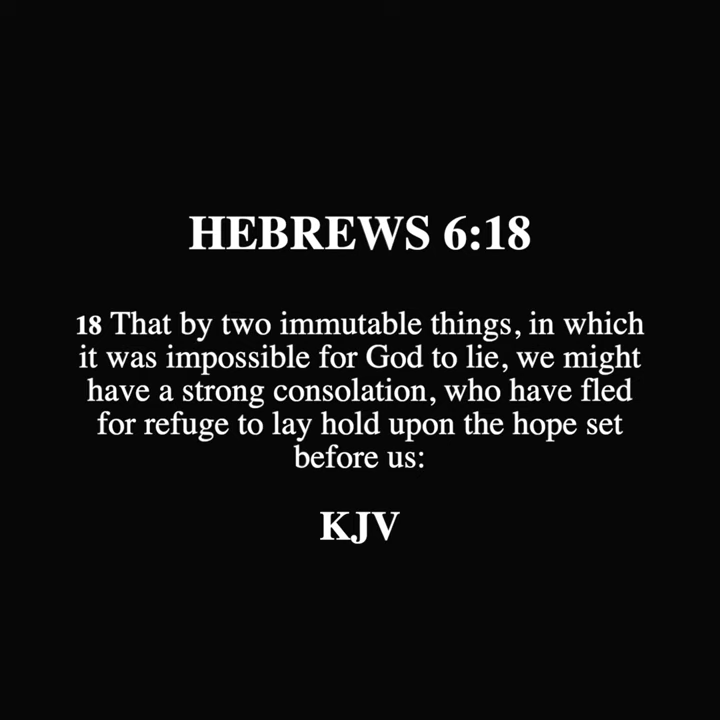 HEBREWS 6:18
18 That by two immutable things, in which
it was impossible for God to lie, we might
have a strong consolation, who have fled
for refuge to lay hold upon the hope set
before us:
KJV